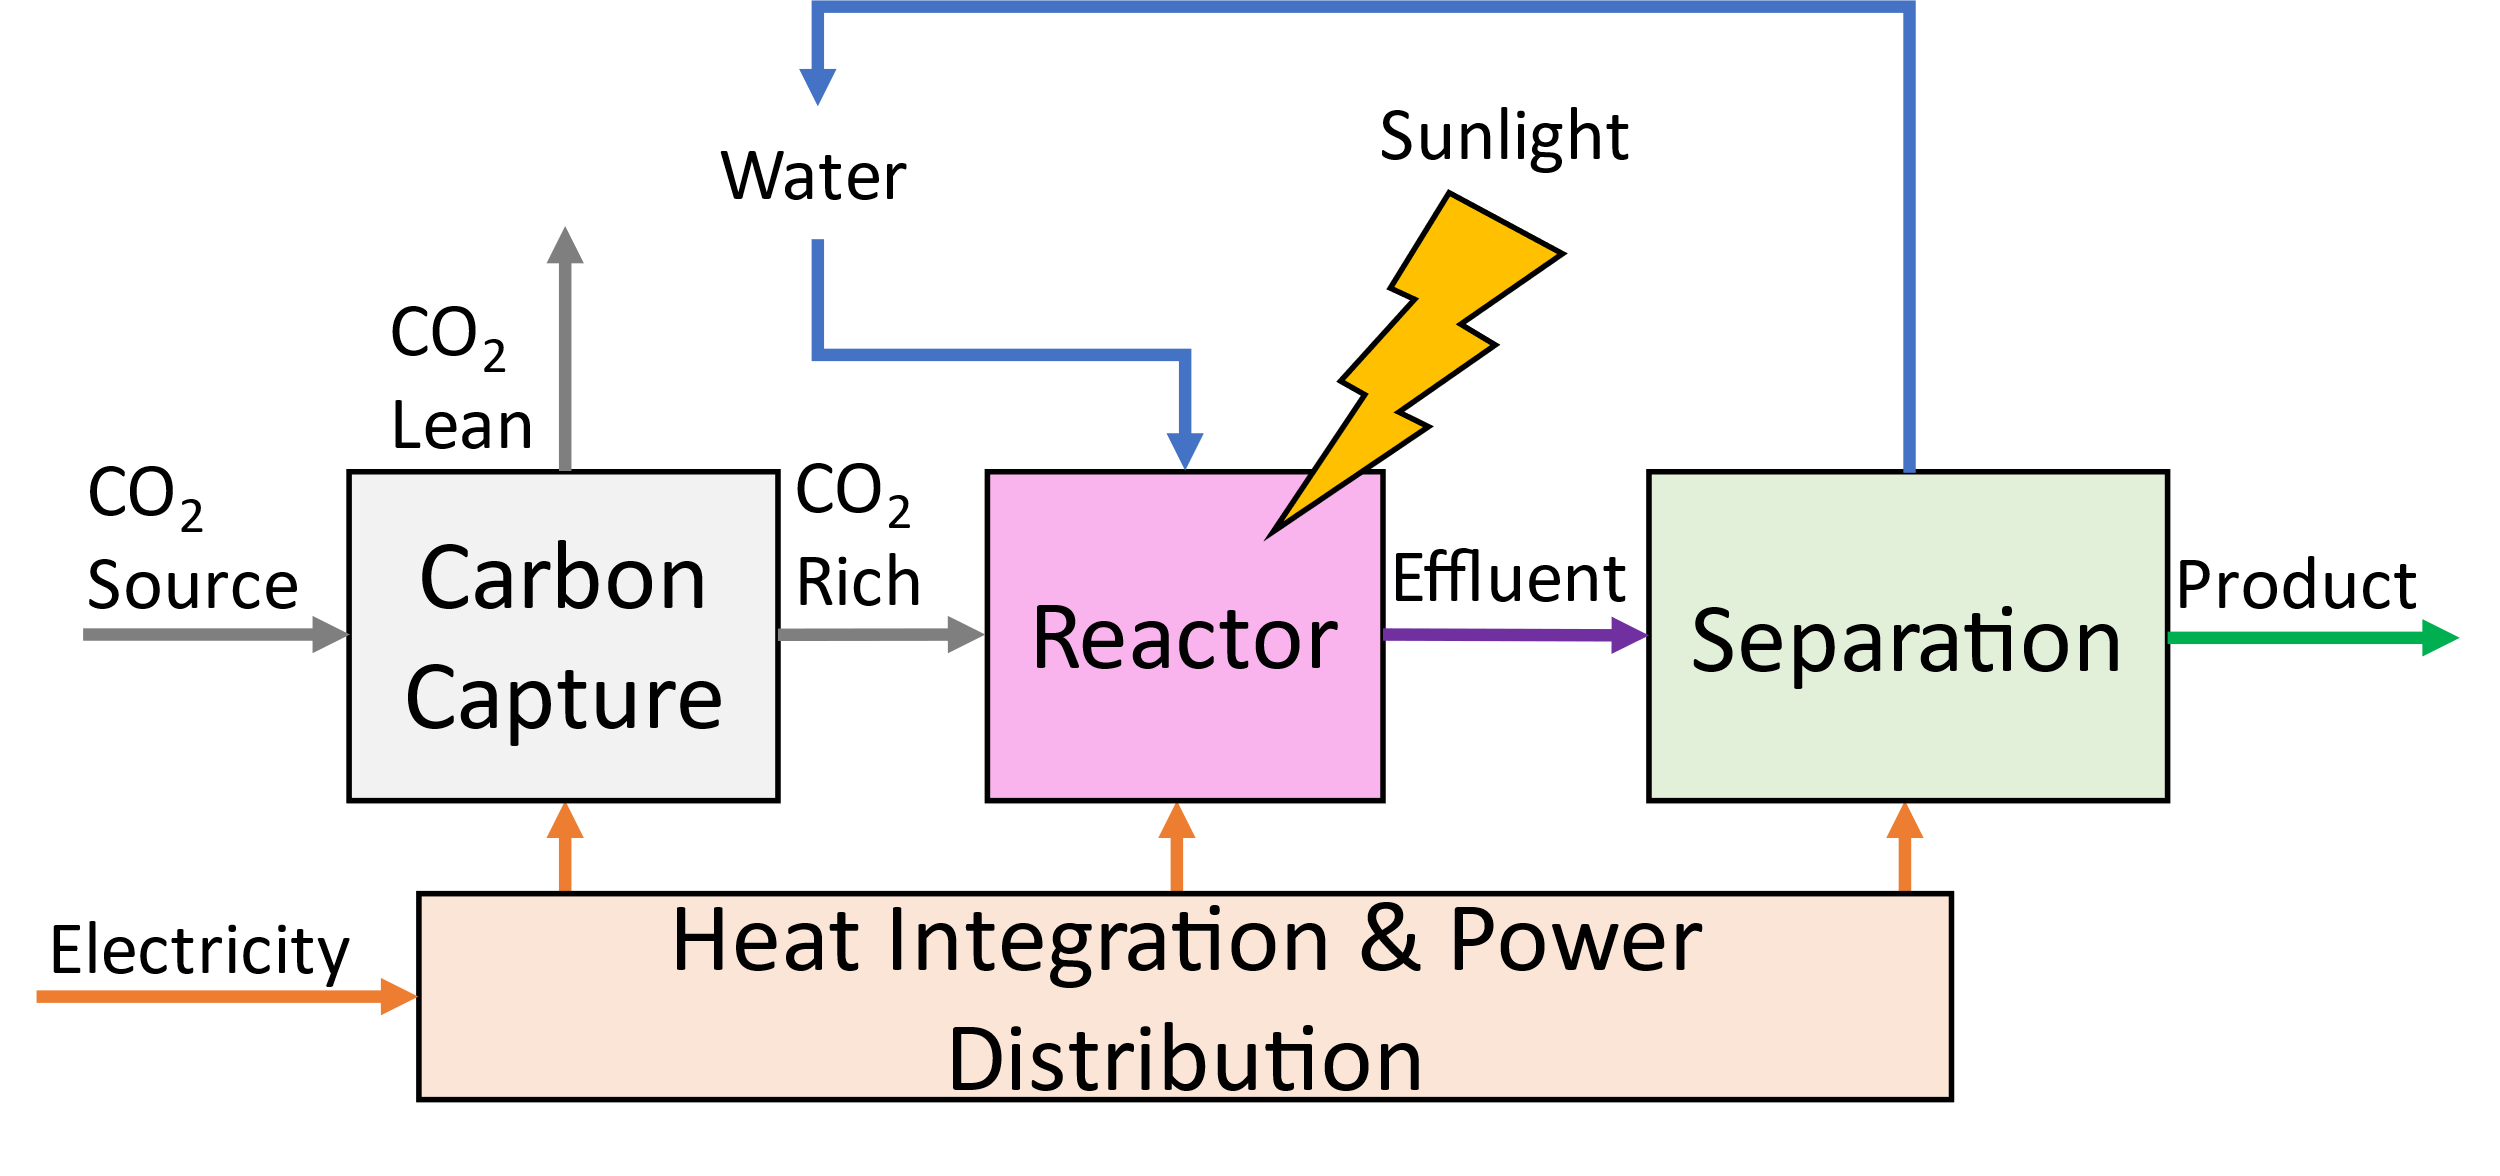 Sunlight
Water
CO₂
Lean
CO₂
Source
CO₂
Rich
Carbon
Capture
Reactor
Effluent
Separation
Product
Electricity
Heat Integration & Power
Distribution